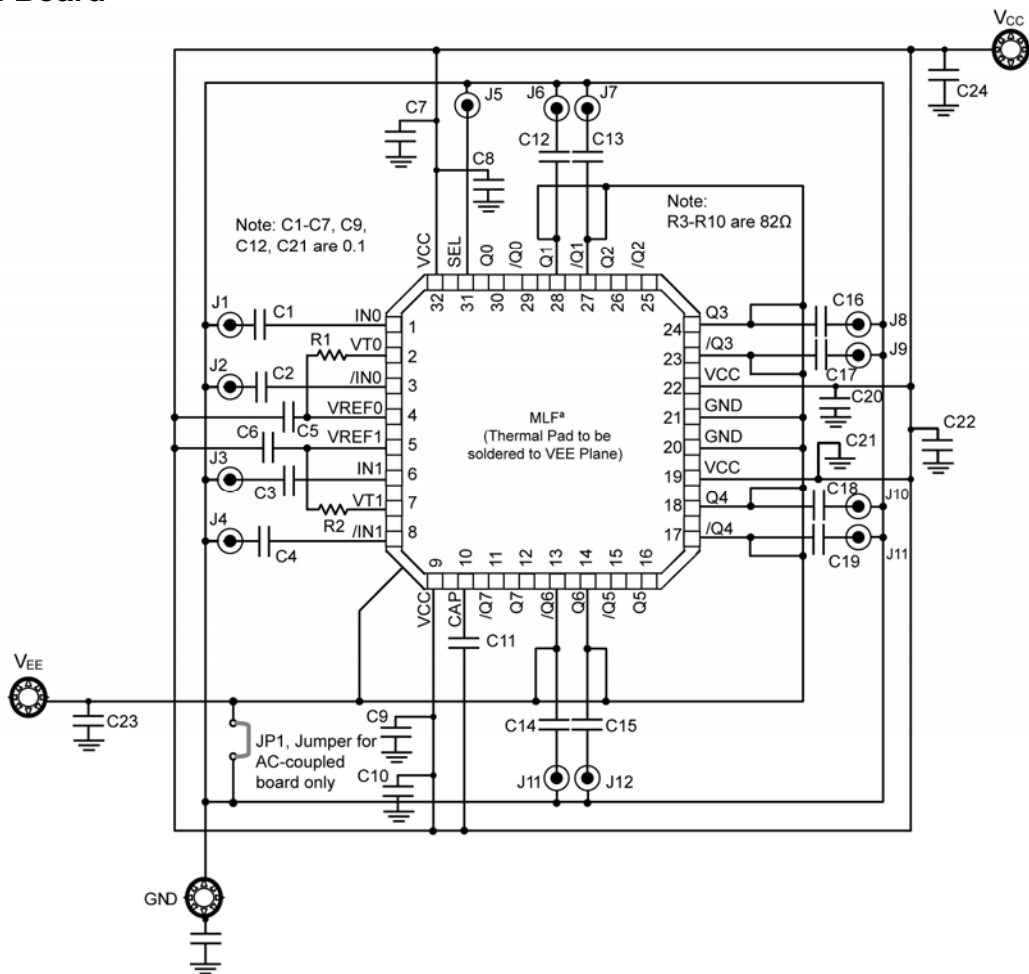 VCC
C24
J5
J6
J7
C7
C12
C13
C8
Note: C1-C7, C9,
C12, C21 are 0.1
Note:
R3-R10 are 82Ω
VCC
SEL
Q0
/Q0
Q1
/Q1
Q2
/Q2
32
31
30
29
28
27
26
25
J1
C1
IN0
1
R1
VT0
2
J2
C2
/IN0
3
VREF0
4
C5
C6
VREF1
5
J3
IN1
6
C3
VT1
7
R2
J4
/IN1
8
C4
MLFª
(Thermal Pad to be
soldered to VEE Plane)
24
Q3
C16
J8
23
/Q3
J9
C17
22
VCC
C20
21
GND
C22
20
GND
C21
19
VCC
18
Q4
C18
J10
17
/Q4
J11
C19
9
10
11
12
13
14
15
16
VCC
CAP
/Q7
Q7
/Q6
Q6
/Q5
Q5
C11
VEE
C23
C9
C14
C15
JP1, Jumper for
AC-coupled
board only
C10
J11
J12
GND